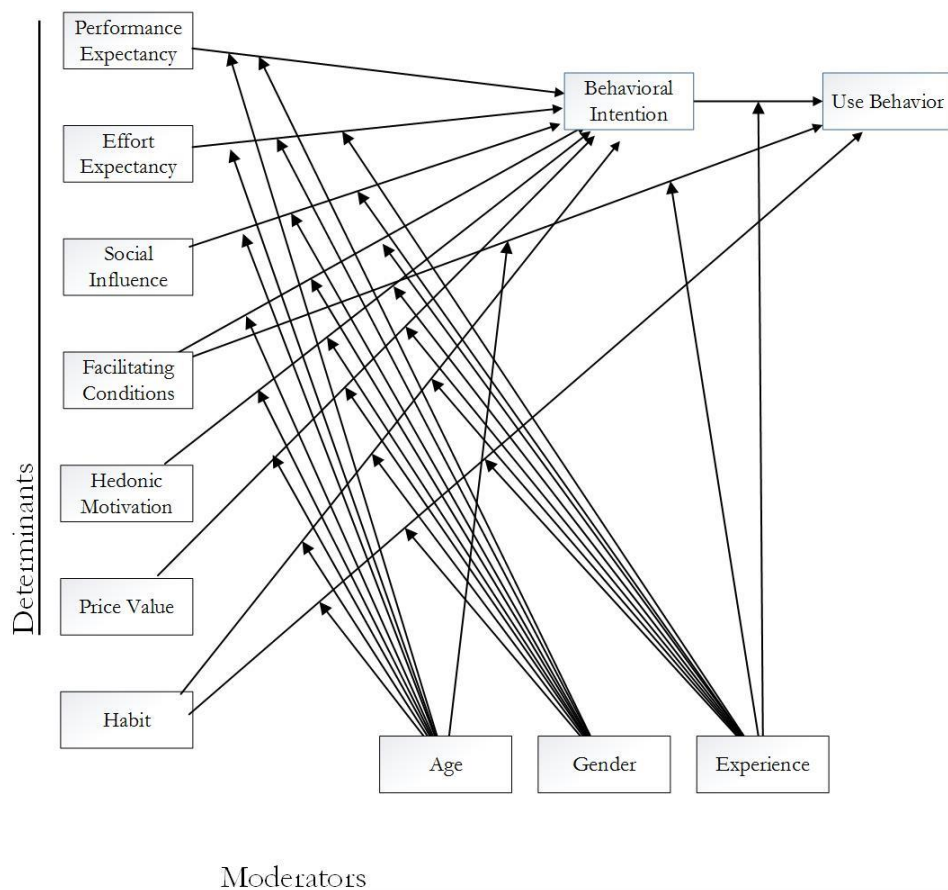 Performance
Expectancy
Behavioral
Intention
Use Behavior
Effort
Expectancy
Social
Influence
Facilitating
Conditions
Hedonic
Motivation
Price Value
Habit
Determinants
Age
Gender
Experience
Moderators